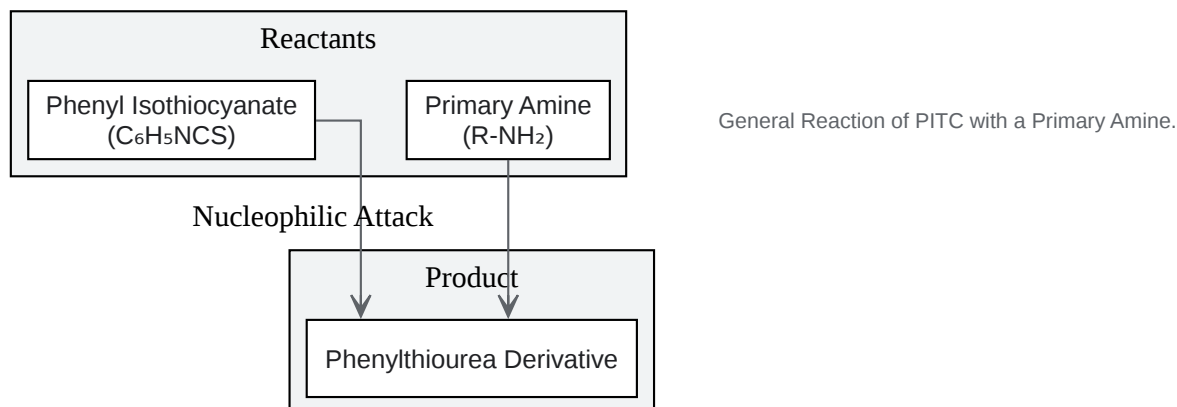 Reactants
Phenyl Isothiocyanate
(C₆H₅NCS)
Primary Amine
(R-NH₂)
General Reaction of PITC with a Primary Amine.
Nucleophilic Attack
Product
Phenylthiourea Derivative